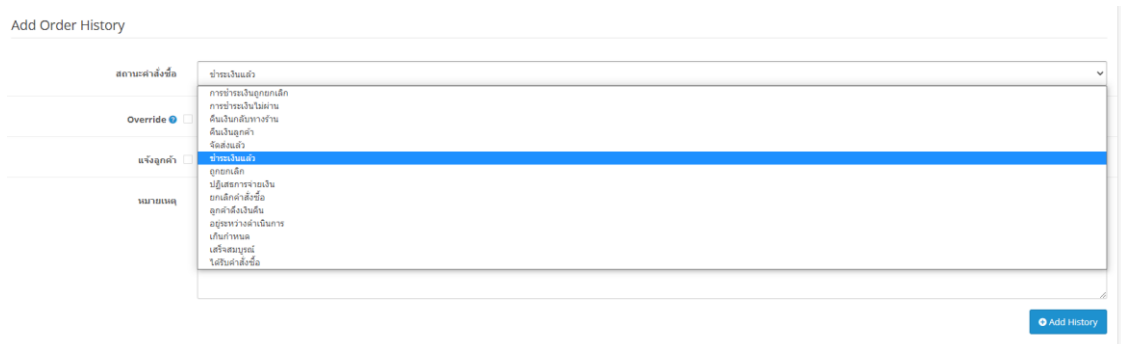 Add Order History
สถานะคำสั่งซื้อ
ชำระเงินแล้ว
การชำระเงินถูกยกเลิก
การชำระเงินไม่ผ่าน
Override
คืนเงินกลับทางร้าน
คืนเงินลูกค้า
จัดส่งแล้ว
แจ้งลูกค้า
ชำระเงินแล้ว
ถูกยกเลิก
ปฏิเสธการจ่ายเงิน
หมายเหตุ
ยกเลิกคำสั่งซื้อ
ลูกค้าดึงเงินคืน
อยู่ระหว่างดำเนินการ
เกินกำหนด
เสร็จสมบูรณ์
ได้รับคำสั่งซื้อ
Add History